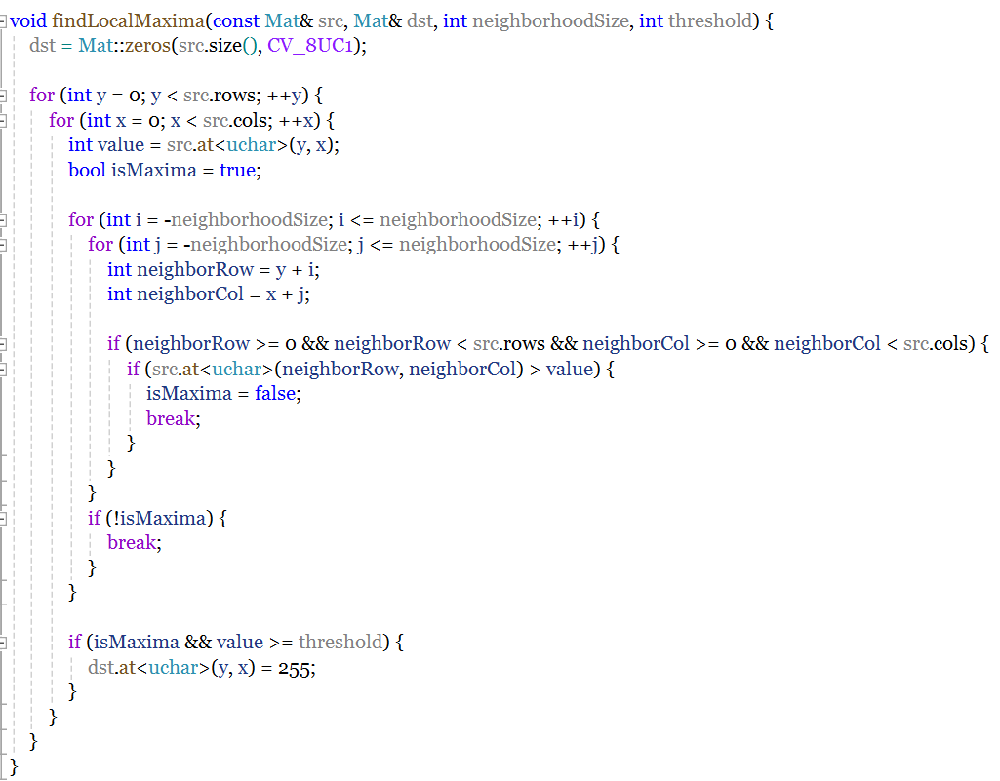 void findLocalMaxima(const Mat& src, Mat& dst, int neighborhoodSize, int threshold) {
dst = Mat::zeros(src.size(), CV_8UC1);
for (int y = 0; y < src.rows; ++y) {
for (int x = 0; x < src.cols; ++x) {
int value = src.at<uchar>(y, x);
bool isMaxima = true;
for (int i = -neighborhoodSize; i <= neighborhoodSize; ++i) {
for (int j = -neighborhoodSize; j <= neighborhoodSize; ++j) {
int neighborRow = y + i;
int neighborCol = x + j;
if (neighborRow >= 0 && neighborRow < src.rows && neighborCol >= 0 && neighborCol < src.cols) {
if (src.at<uchar>(neighborRow, neighborCol) > value) {
isMaxima = false;
break;
}
}
}
if (!isMaxima) {
break;
}
}
if (isMaxima && value >= threshold) {
dst.at<uchar>(y, x) = 255;
}
}
}
}